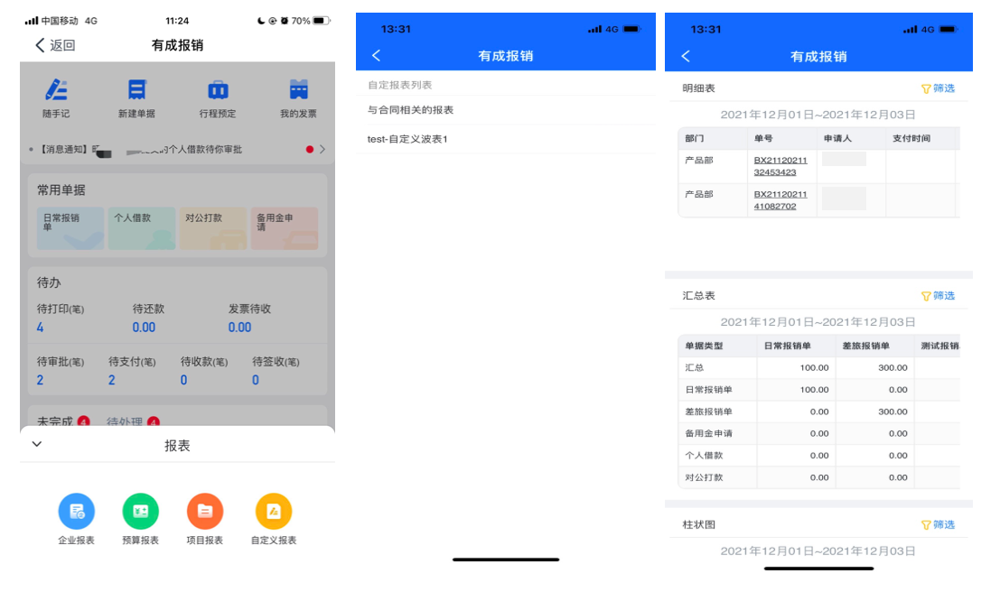 中国移动 4G
11:24
70%
返回
有成报销
随手记
新建单据
行程预定
我的发票
【消息通知】
的个人借款待你审批
常用单据
日常报销
单
个人借款
对公打款
备用金申
请
待办
待打印(笔)
待还款
发票待收
4
0.00
0.00
待审批(笔)
待支付(笔)
待收款(笔)
待签收(笔)
2
2
0
0
未完成 4
待处理 4
报表
企业报表
预算报表
项目报表
自定义报表
13:31
4G
有成报销
自定报表列表
与合同相关的报表
test-自定义波表1
13:31
4G
有成报销
明细表
筛选
2021年12月01日~2021年12月03日
部门
单号
申请人
支付时间
产品部
BX21120211
32453423
产品部
BX21120211
41082702
汇总表
筛选
2021年12月01日~2021年12月03日
单据类型
日常报销单
差旅报销单
测试报销
汇总
100.00
300.00
日常报销单
100.00
0.00
差旅报销单
0.00
300.00
备用金申请
0.00
0.00
个人借款
0.00
0.00
对公打款
0.00
0.00
柱状图
筛选
2021年12月01日~2021年12月03日